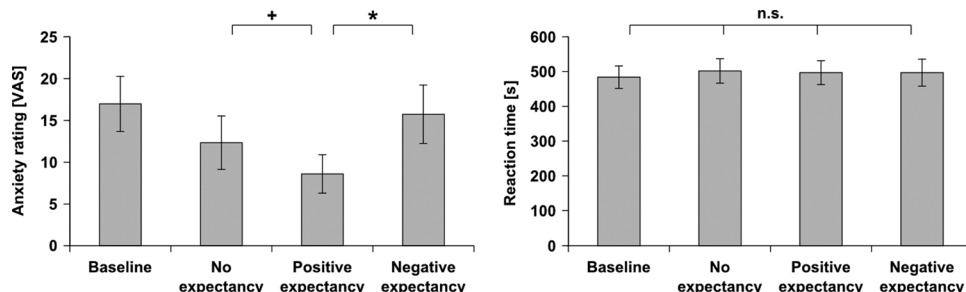 +
*
n.s.
Anxiety rating [VAS]
25
20
15
10
5
0
Baseline
No
expectancy
Positive
expectancy
Negative
expectancy
Reaction time [s]
600
500
400
300
200
100
0
Baseline
No
expectancy
Positive
expectancy
Negative
expectancy